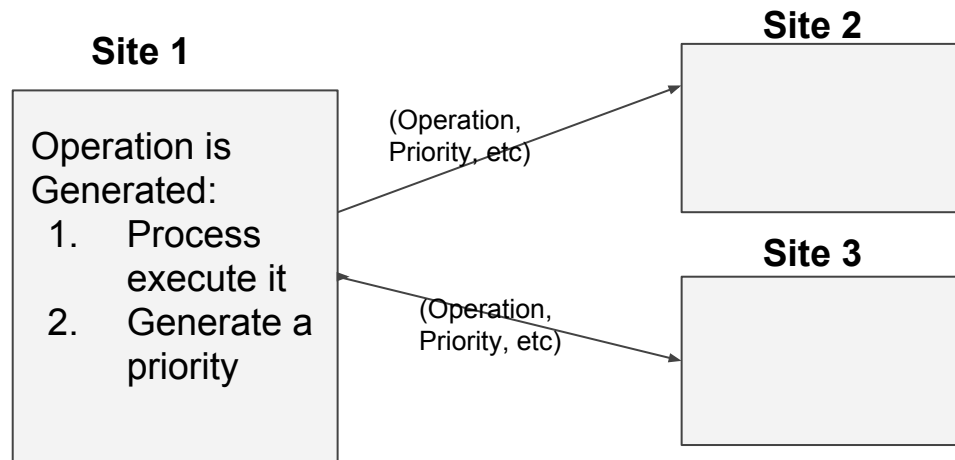 Site 1
Operation is
Generated:
1. Process
execute it
2. Generate a
priority
(Operation,
Priority, etc)
Site 2
(Operation,
Priority, etc)
Site 3